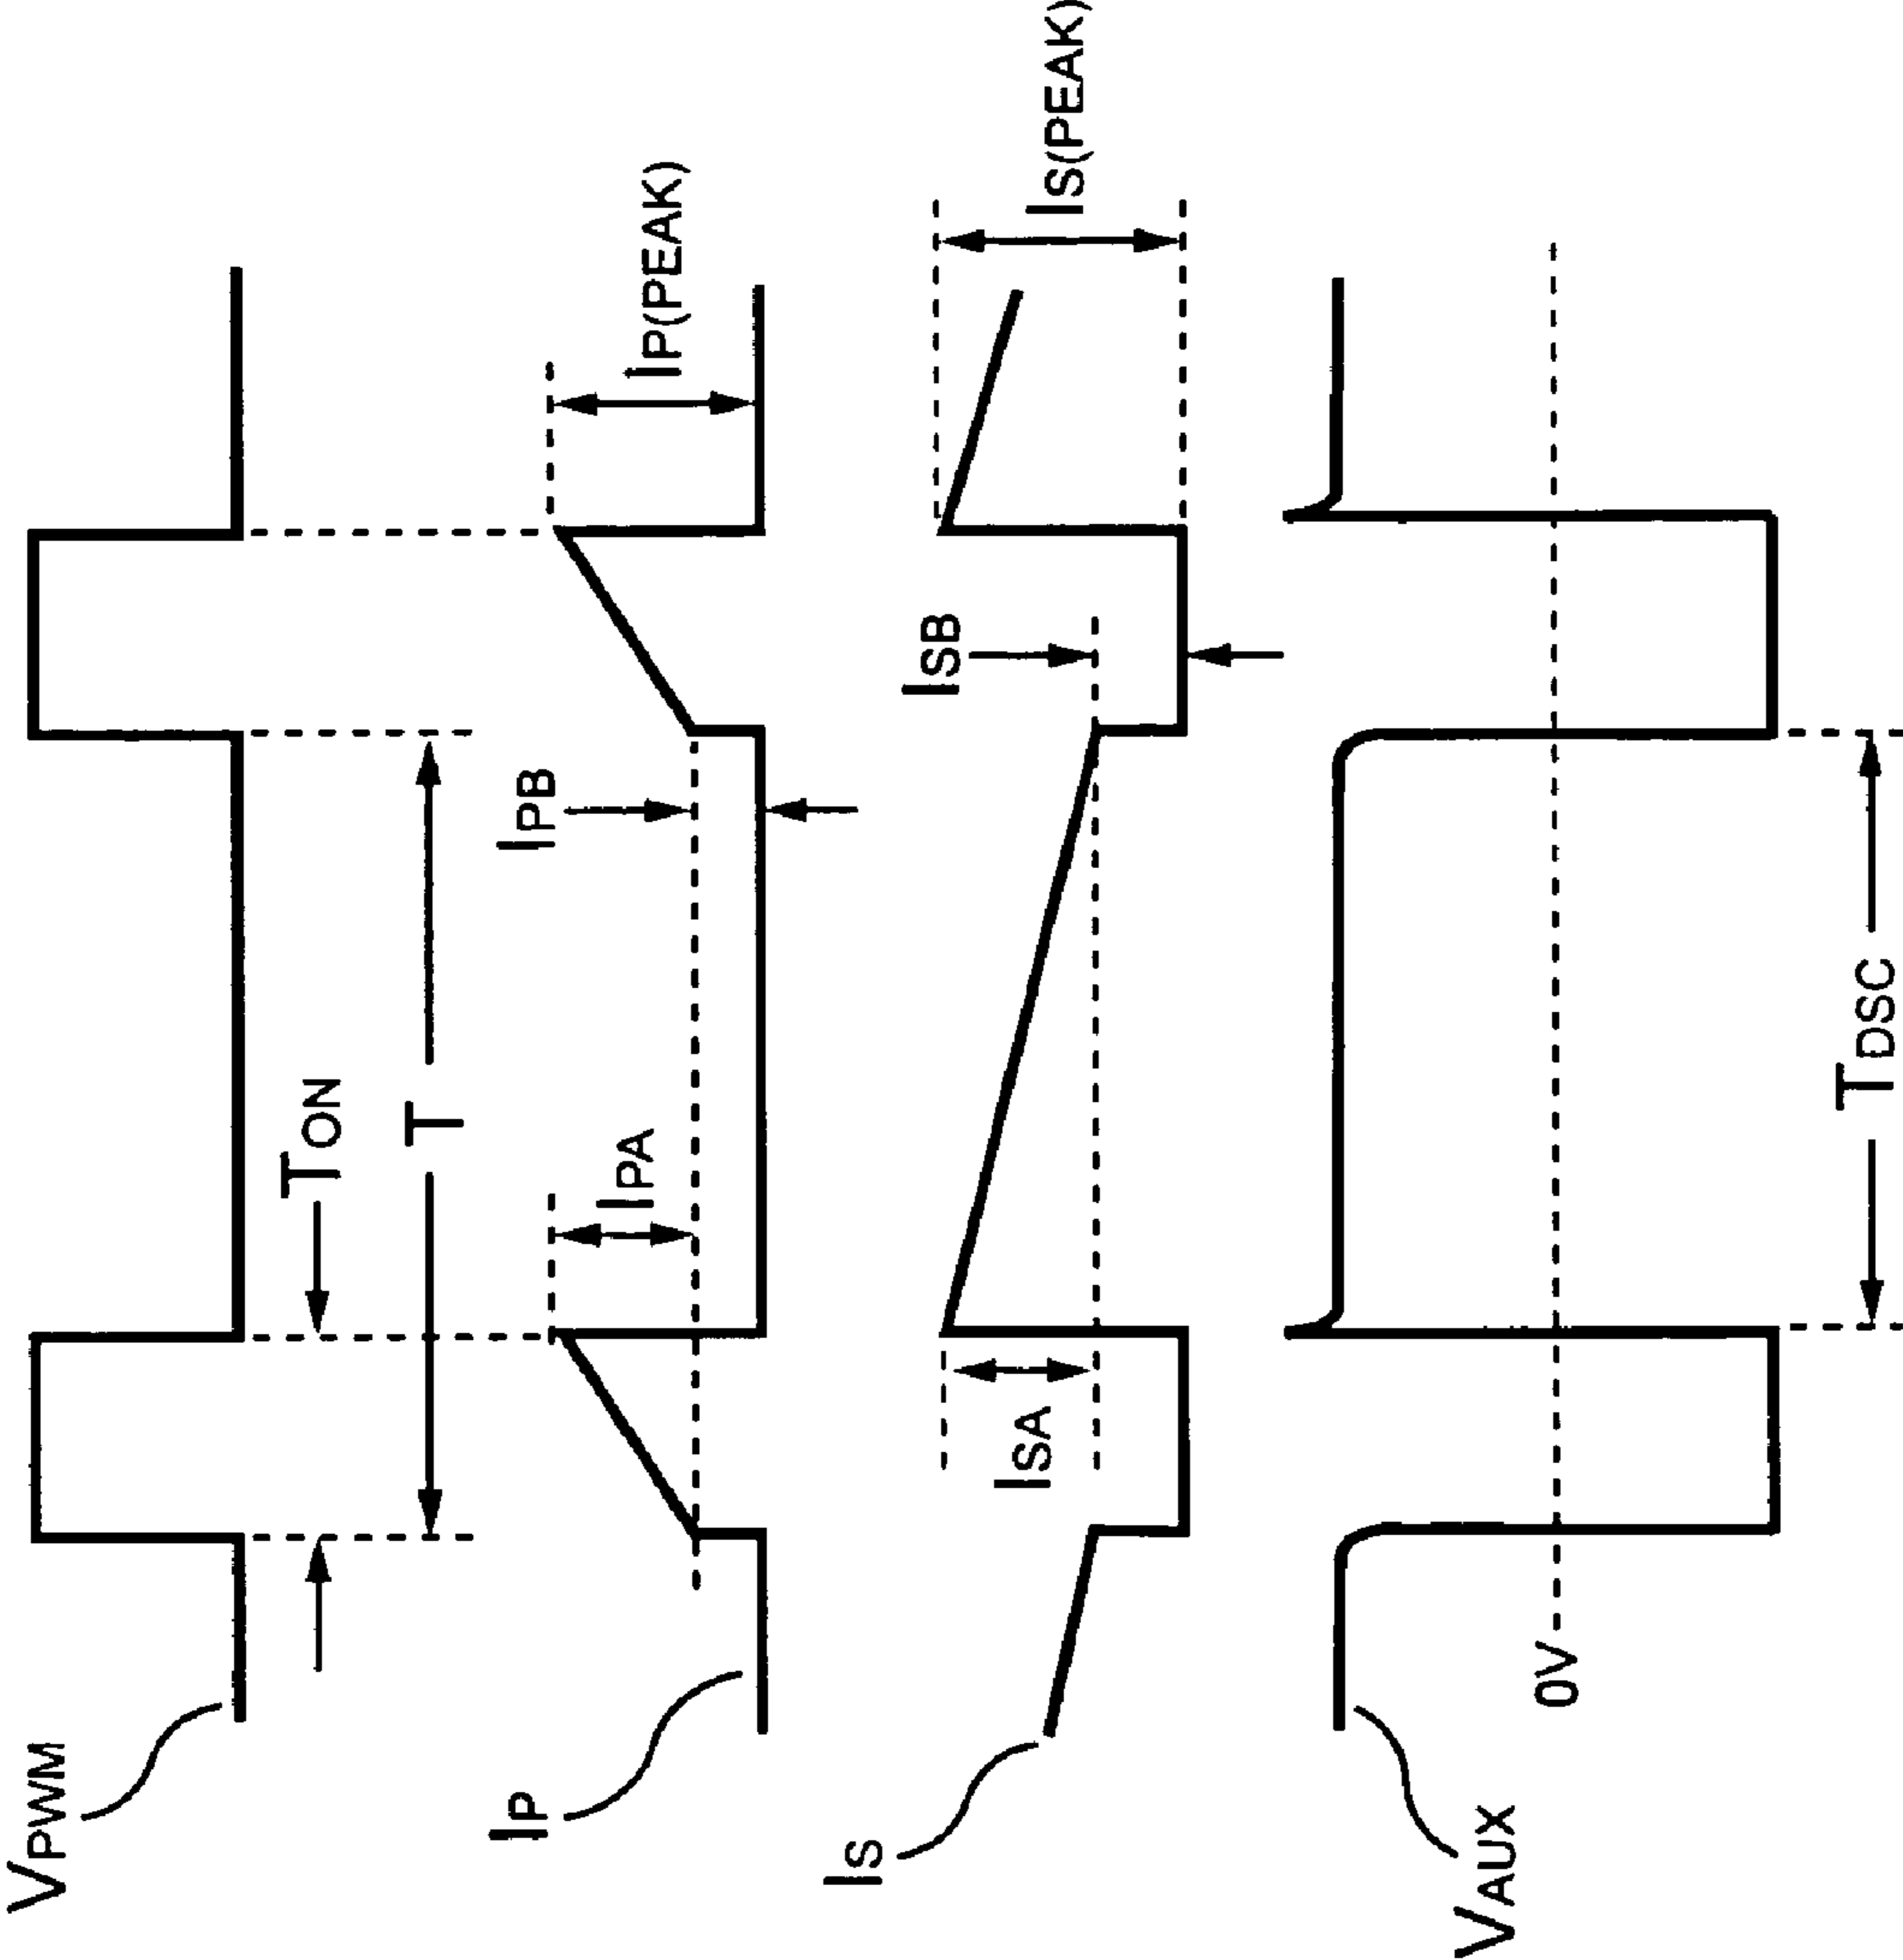 VPWM
TON
T
IP
IPA
IPB
IP(PEAK)
IS
ISA
ISB
IS(PEAK)
VAUX
0V
TDSC